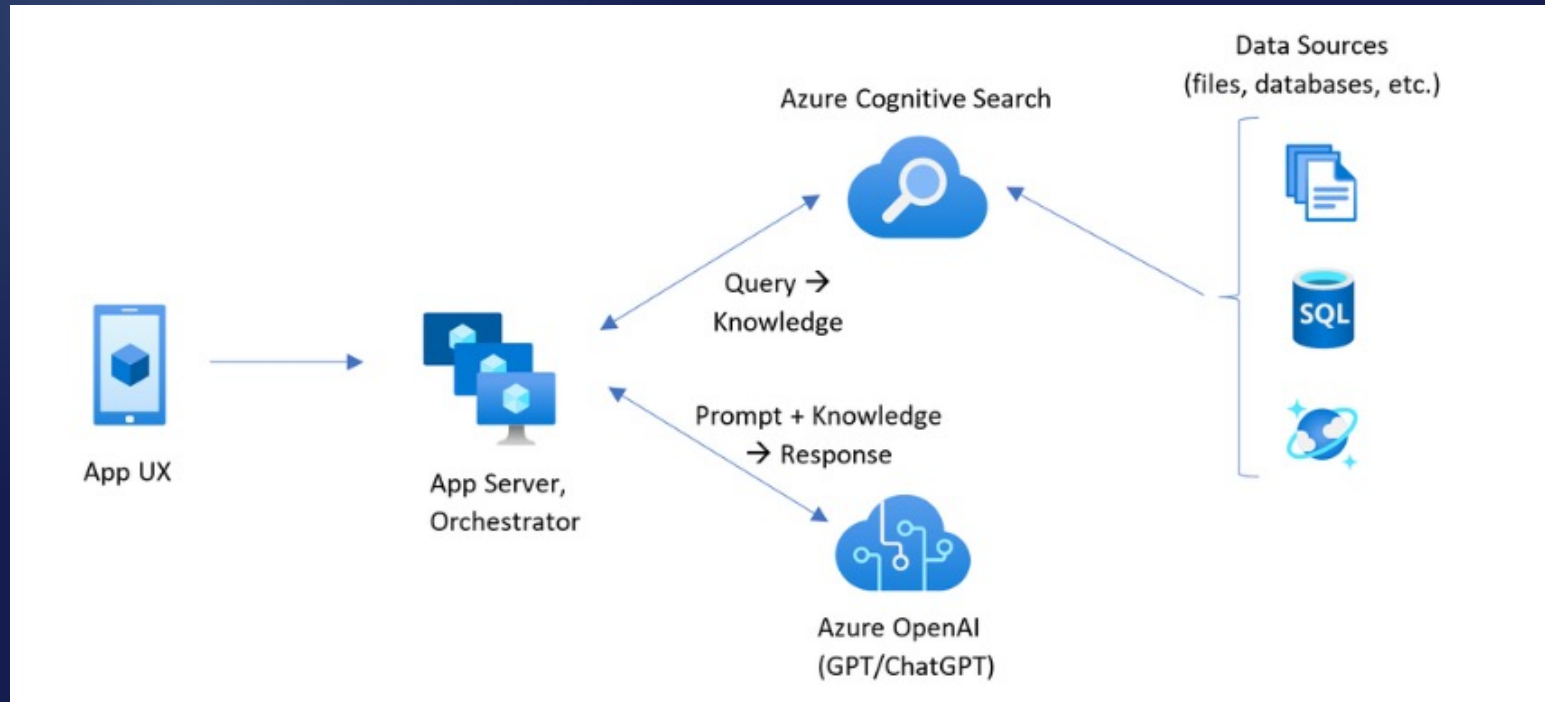 Data Sources
(files, databases, etc.)
Azure Cognitive Search
Query →
Knowledge
SQL
Prompt + Knowledge
→ Response
App UX
App Server,
Orchestrator
Azure OpenAI
(GPT/ChatGPT)